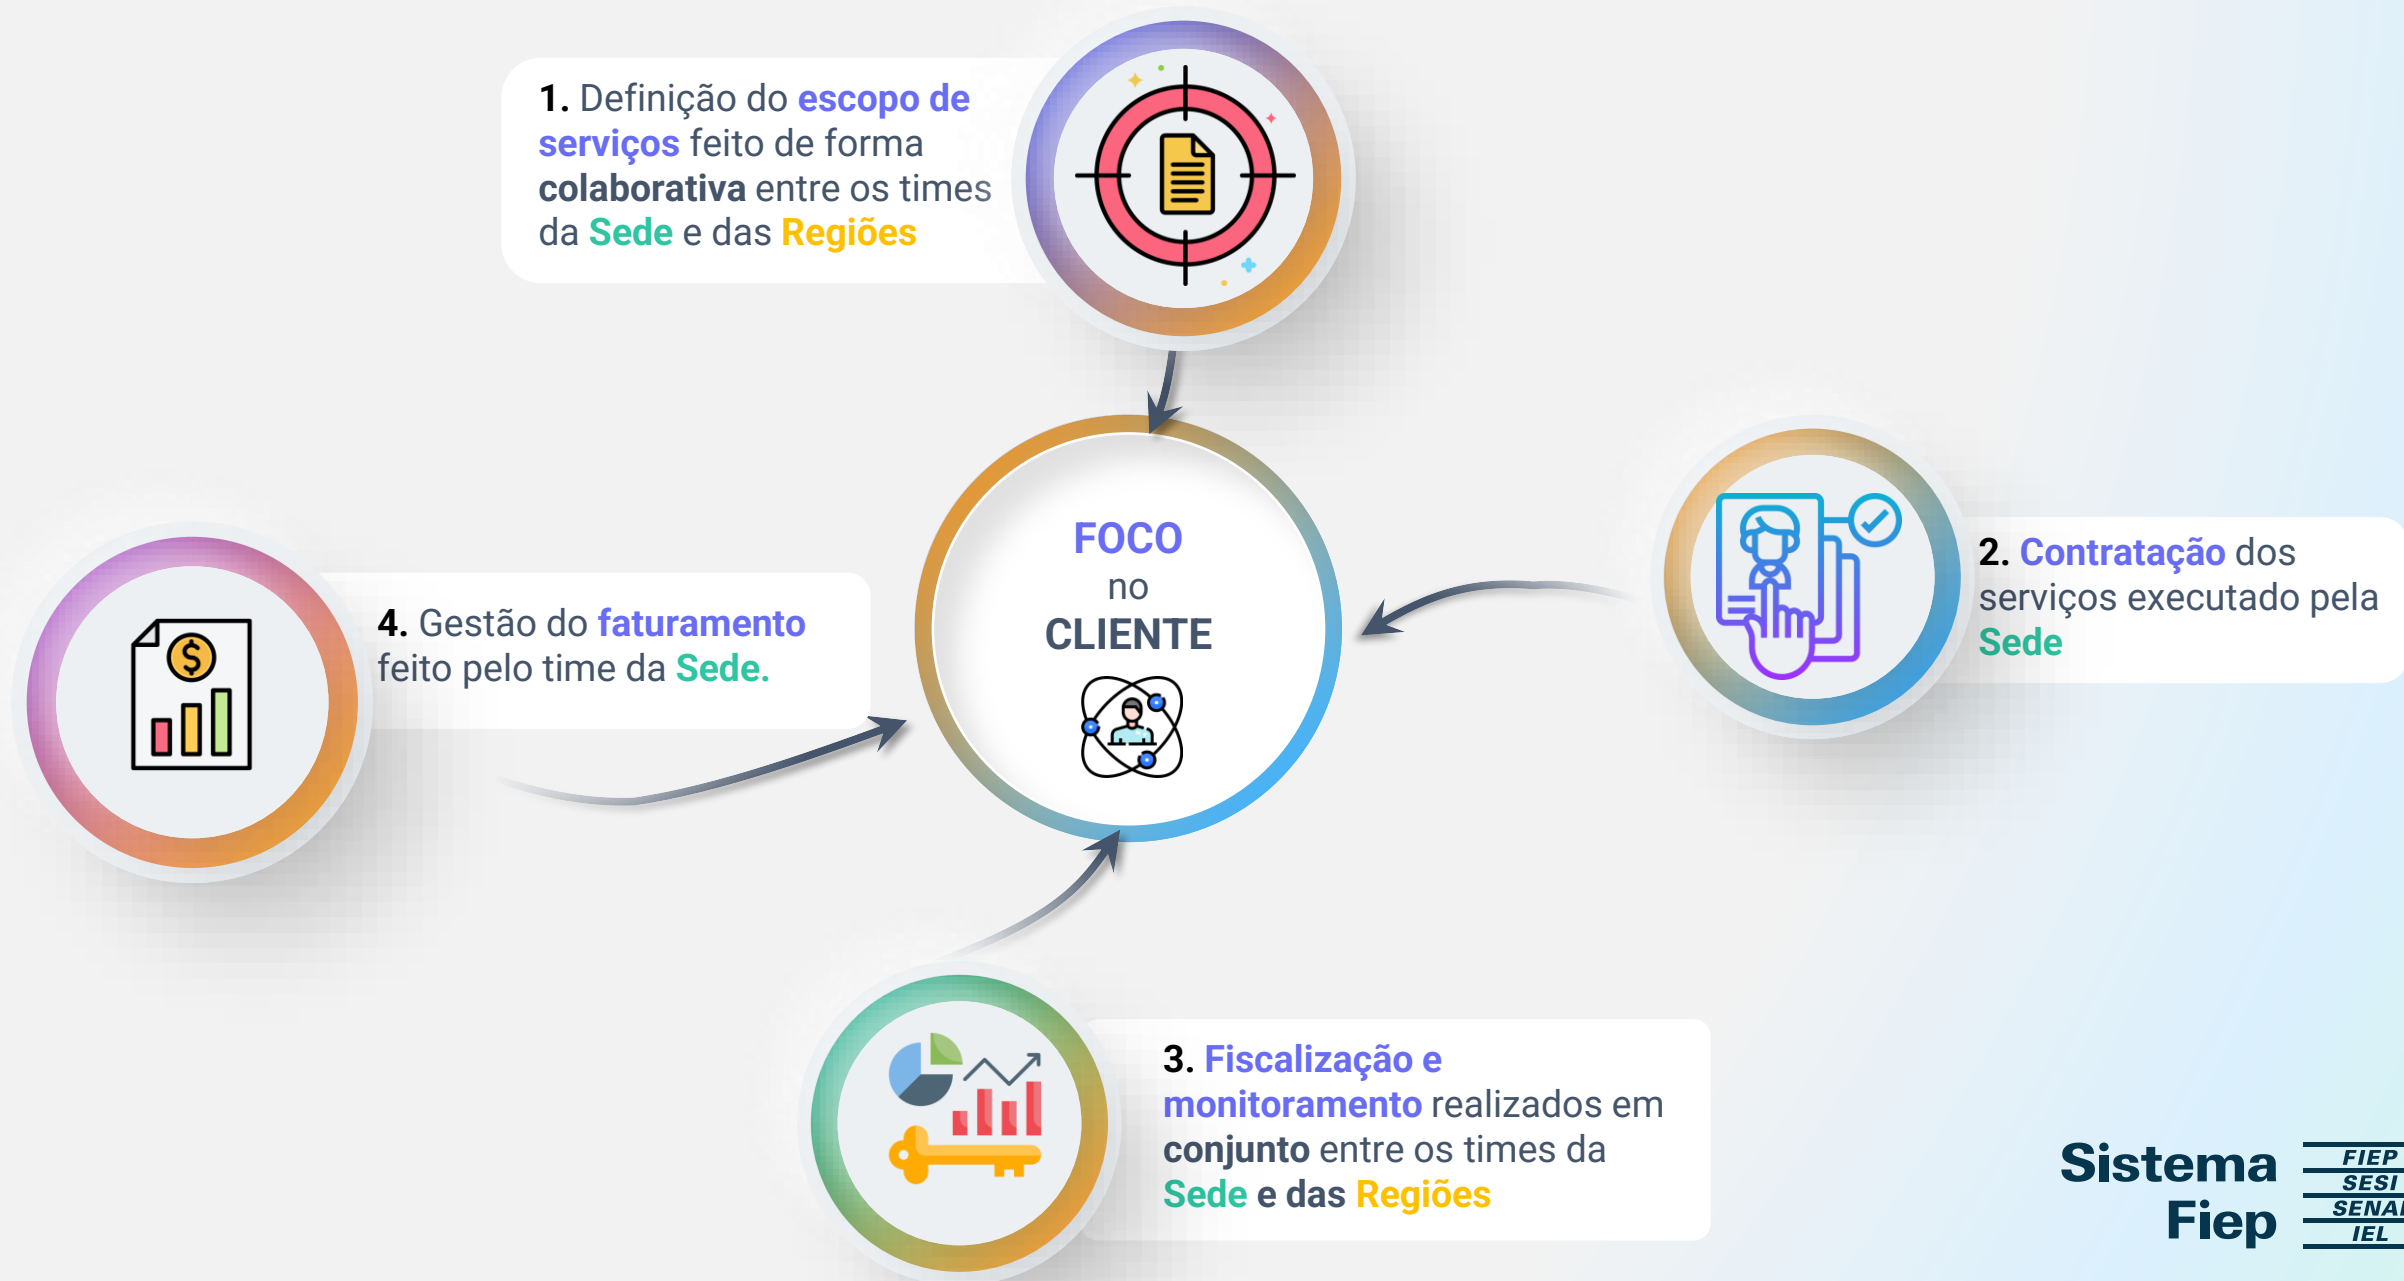 1. Definição do escopo de
serviços feito de forma
colaborativa entre os times
da Sede e das Regiões
FOCO
no
CLIENTE
2. Contratação dos
serviços executado pela
Sede
4. Gestão do faturamento
feito pelo time da Sede.
3. Fiscalização e
monitoramento realizados em
conjunto entre os times da
Sede e das Regiões
Sistema
Fiep
FIEP
SESI
SENAI
IEL